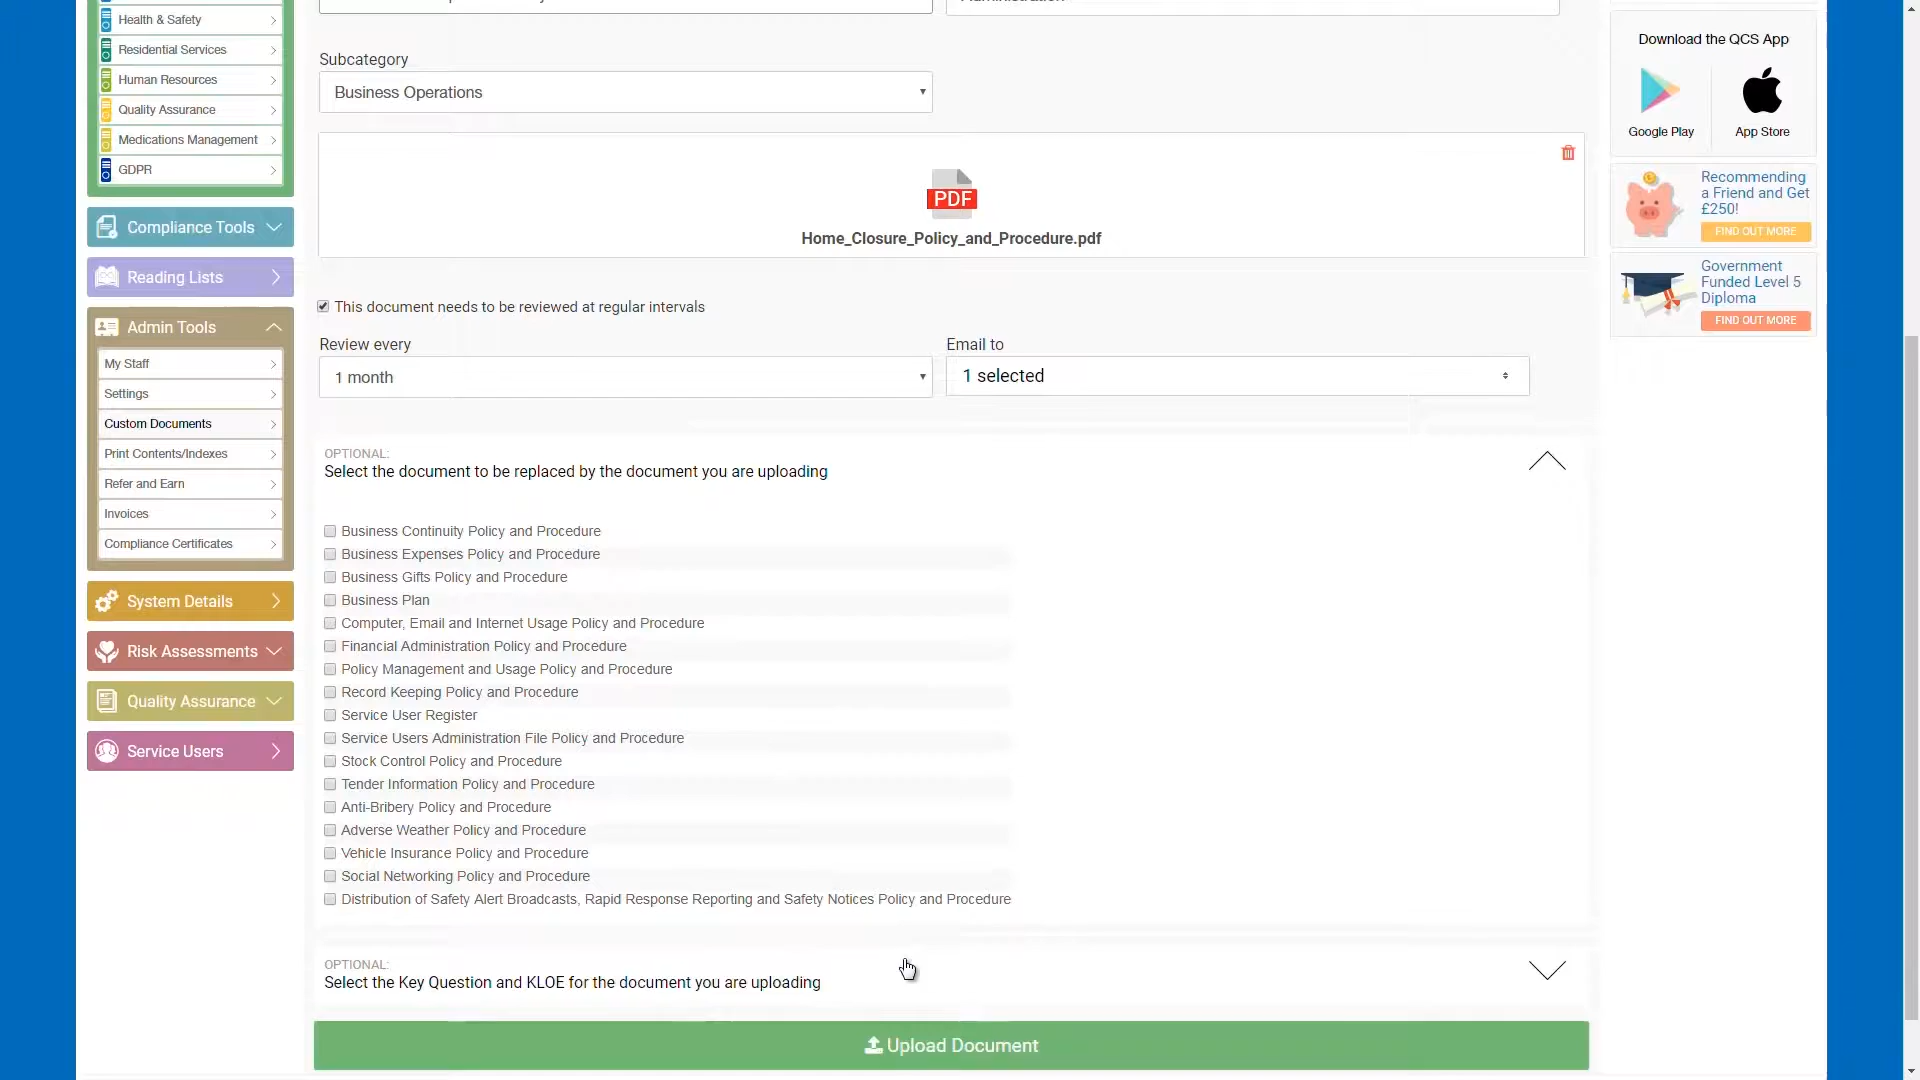 Health & Safety
Residential Services
Human Resources
Quality Assurance
Medications Management
GDPR
Compliance Tools
Reading Lists
Admin Tools
My Staff
Settings
Custom Documents
Print Contents/Indexes
Refer and Earn
Invoices
Compliance Certificates
System Details
Risk Assessments
Quality Assurance
Service Users
Subcategory
Business Operations
PDF
Home_Closure_Policy_and_Procedure.pdf
This document needs to be reviewed at regular intervals
Review every
Email to
1 month
1 selected
OPTIONAL:
Select the document to be replaced by the document you are uploading
Business Continuity Policy and Procedure
Business Expenses Policy and Procedure
Business Gifts Policy and Procedure
Business Plan
Computer, Email and Internet Usage Policy and Procedure
Financial Administration Policy and Procedure
Policy Management and Usage Policy and Procedure
Record Keeping Policy and Procedure
Service User Register
Service Users Administration File Policy and Procedure
Stock Control Policy and Procedure
Tender Information Policy and Procedure
Anti-Bribery Policy and Procedure
Adverse Weather Policy and Procedure
Vehicle Insurance Policy and Procedure
Social Networking Policy and Procedure
Distribution of Safety Alert Broadcasts, Rapid Response Reporting and Safety Notices Policy and Procedure
OPTIONAL:
Select the Key Question and KLOE for the document you are uploading
Upload Document
Download the QCS App
Google Play
App Store
Recommending
a Friend and Get
£250!
FIND OUT MORE
Government
Funded Level 5
Diploma
FIND OUT MORE